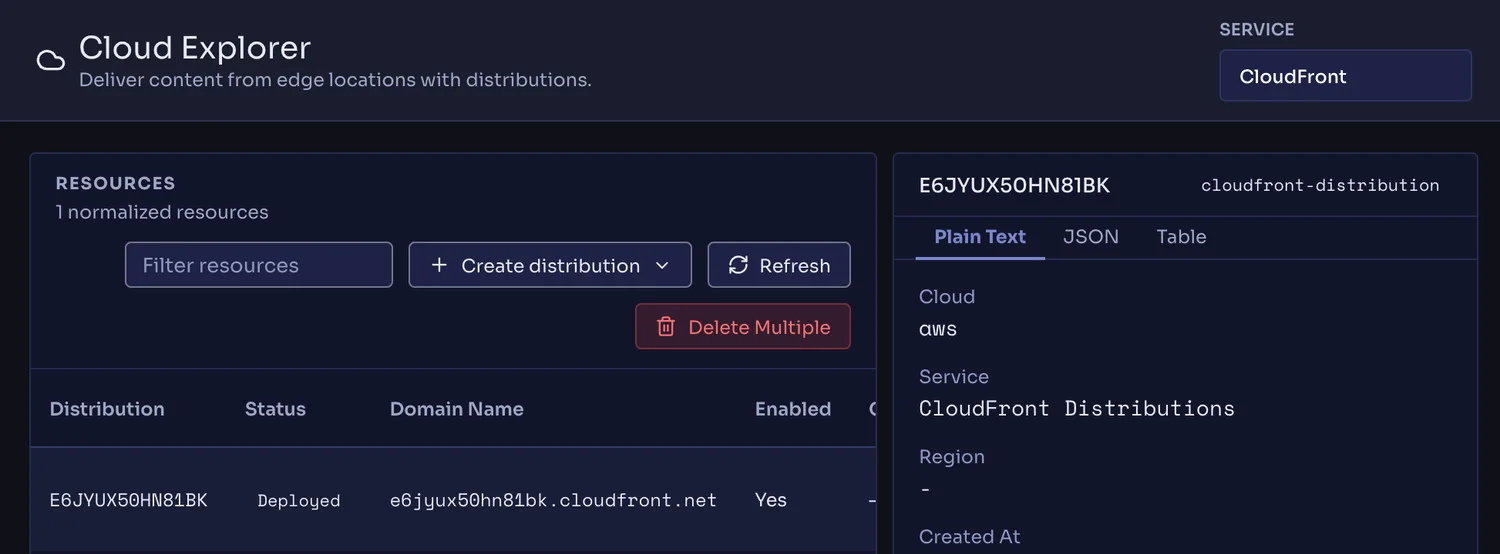 Cloud Explorer
Deliver content from edge locations with distributions.
SERVICE
CloudFront
RESOURCES
1 normalized resources
Filter resources
Create distribution
Refresh
Delete Multiple
Distribution Status Domain Name Enabled
E6JYUX50HN81BK Deployed e6jyux50hn81bk.cloudfront.net Yes -
E6JYUX50HN81BK cloudfront-distribution
Plain Text JSON Table
Cloud
aws
Service
CloudFront Distributions
Region
-
Created At